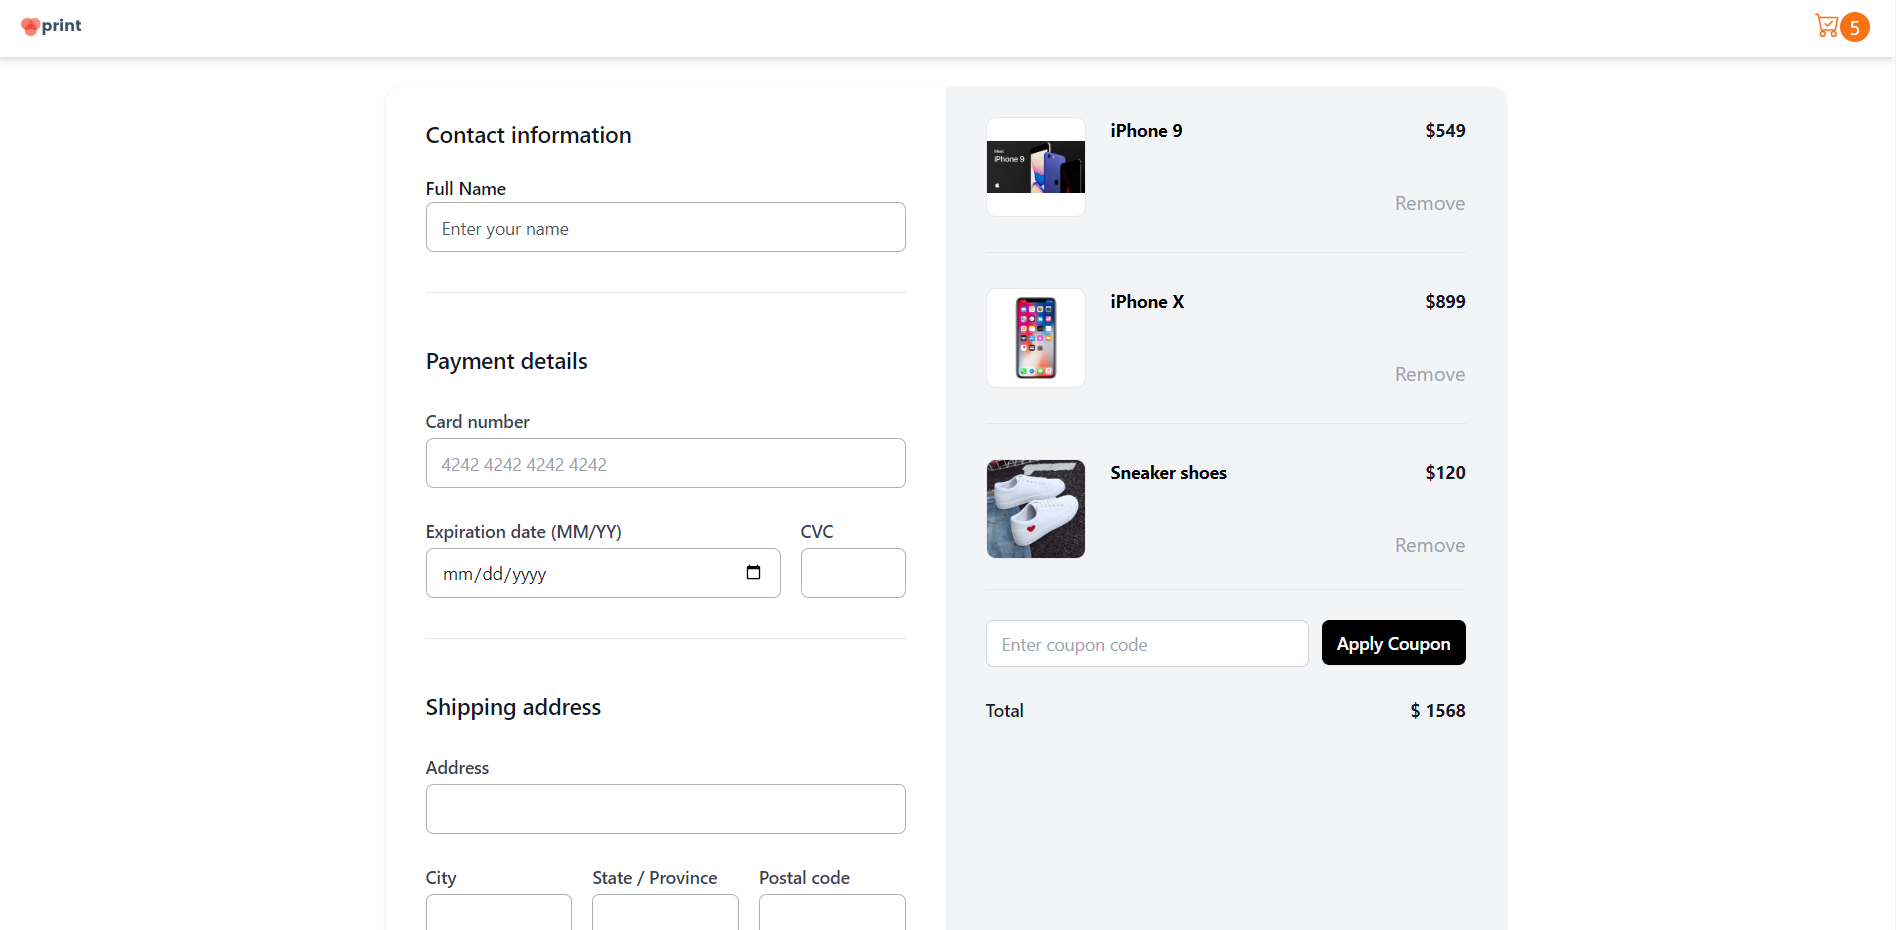 print
5
Contact information
Full Name
Enter your name
Payment details
Card number
4242 4242 4242 4242
Expiration date (MM/YY)
CVC
mm/dd/yyyy
Shipping address
Address
City
State / Province
Postal code
iPhone 9
$549
iPhone 9
Remove
iPhone X
$899
Remove
Sneaker shoes
$120
Remove
Enter coupon code
Apply Coupon
Total
$ 1568